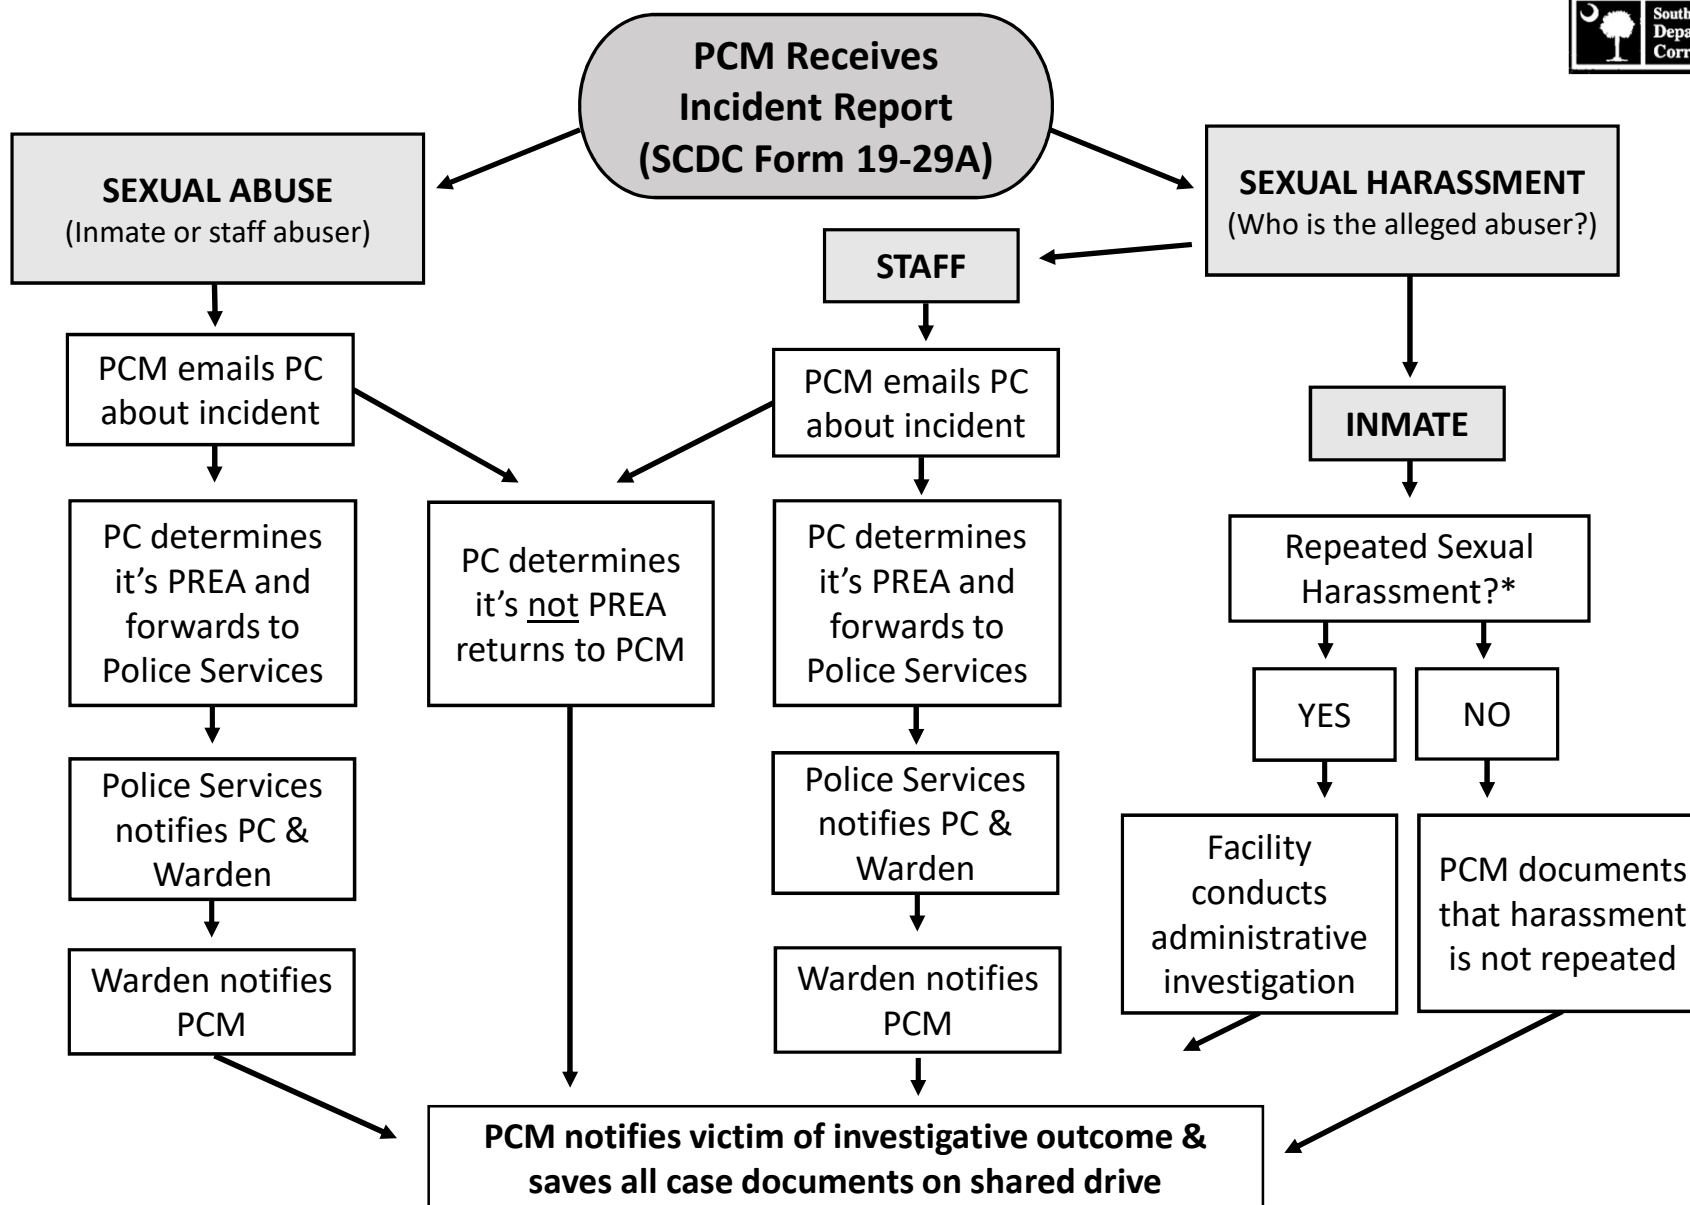 South
PCM Receives
Incident Report
(SCDC Form 19-29A)
SEXUAL ABUSE
(Inmate or staff abuser)
SEXUAL HARASSMENT
(Who is the alleged abuser?)
STAFF
PCM emails PC
about incident
PCM emails PC
about incident
INMATE
PC determines
it’s PREA and
forwards to
Police Services
PC determines
it’s not PREA
returns to PCM
PC determines
it’s PREA and
forwards to
Police Services
Repeated Sexual
Harassment?*
YES
NO
Police Services
notifies PC &
Warden
Police Services
notifies PC &
Warden
Facility
conducts
administrative
investigation
PCM documents
that harassment
is not repeated
Warden notifies
PCM
Warden notifies
PCM
PCM notifies victim of investigative outcome &
saves all case documents on shared drive